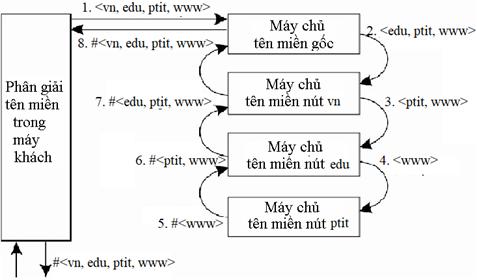 1. <vn, edu, ptit, www>
8. #<vn, edu, ptit, www>
Máy chủ
tên miền gốc
2. <edu, ptit, www>
Phân giải
tên miền
trong
máy
khách
Máy chủ
tên miền nút vn
7. #<edu, ptit, www>
3. <ptit, www>
Máy chủ
tên miền nút edu
6. #<ptit, www>
4. <www>
Máy chủ
tên miền nút ptit
5. #<www>
#<vn, edu, ptit, www>